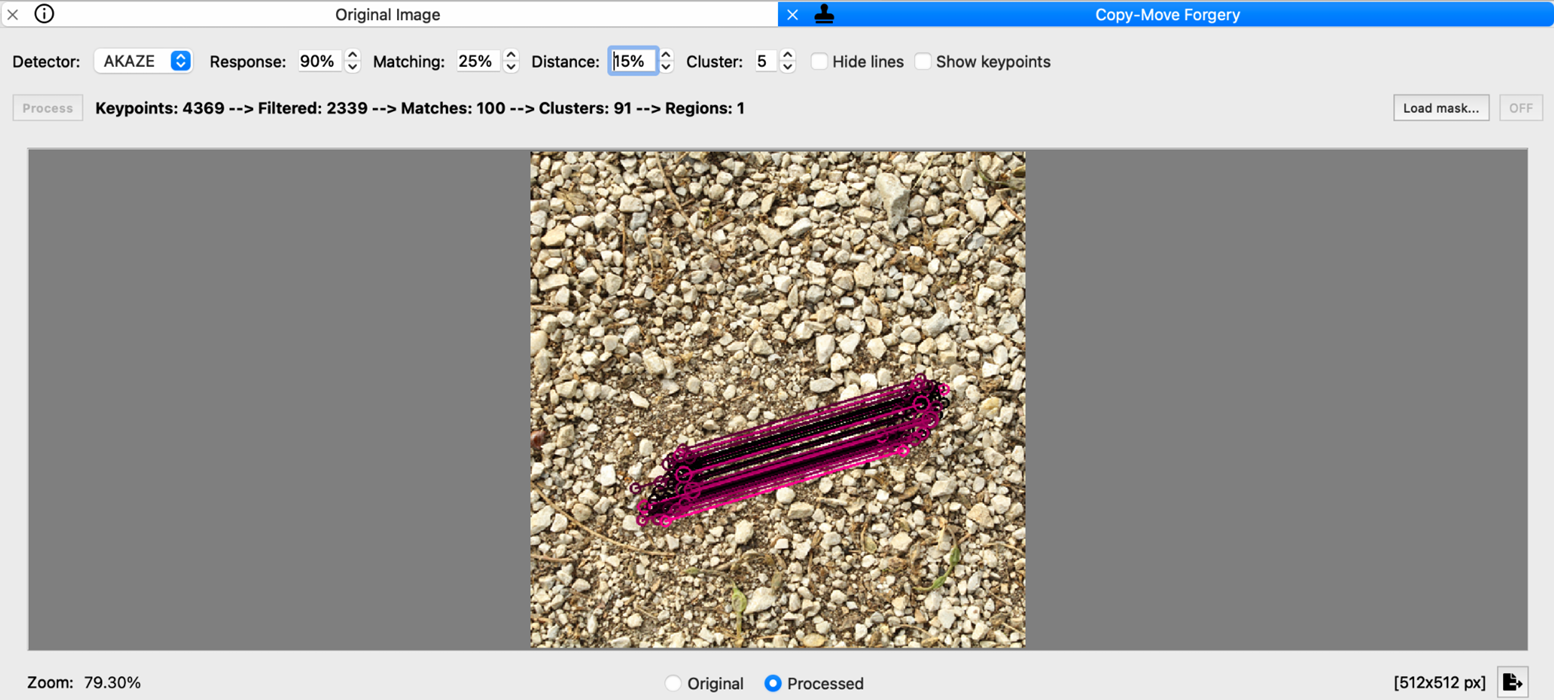 Original Image
Copy-Move Forgery
Detector: AKAZE Response: 90% Matching: 25% Distance: 15% Cluster: 5 Hide lines Show keypoints
Process Keypoints: 4369 --> Filtered: 2339 --> Matches: 100 --> Clusters: 91 --> Regions: 1 Load mask... OFF
Zoom: 79.30% Original Processed [512x512 px]